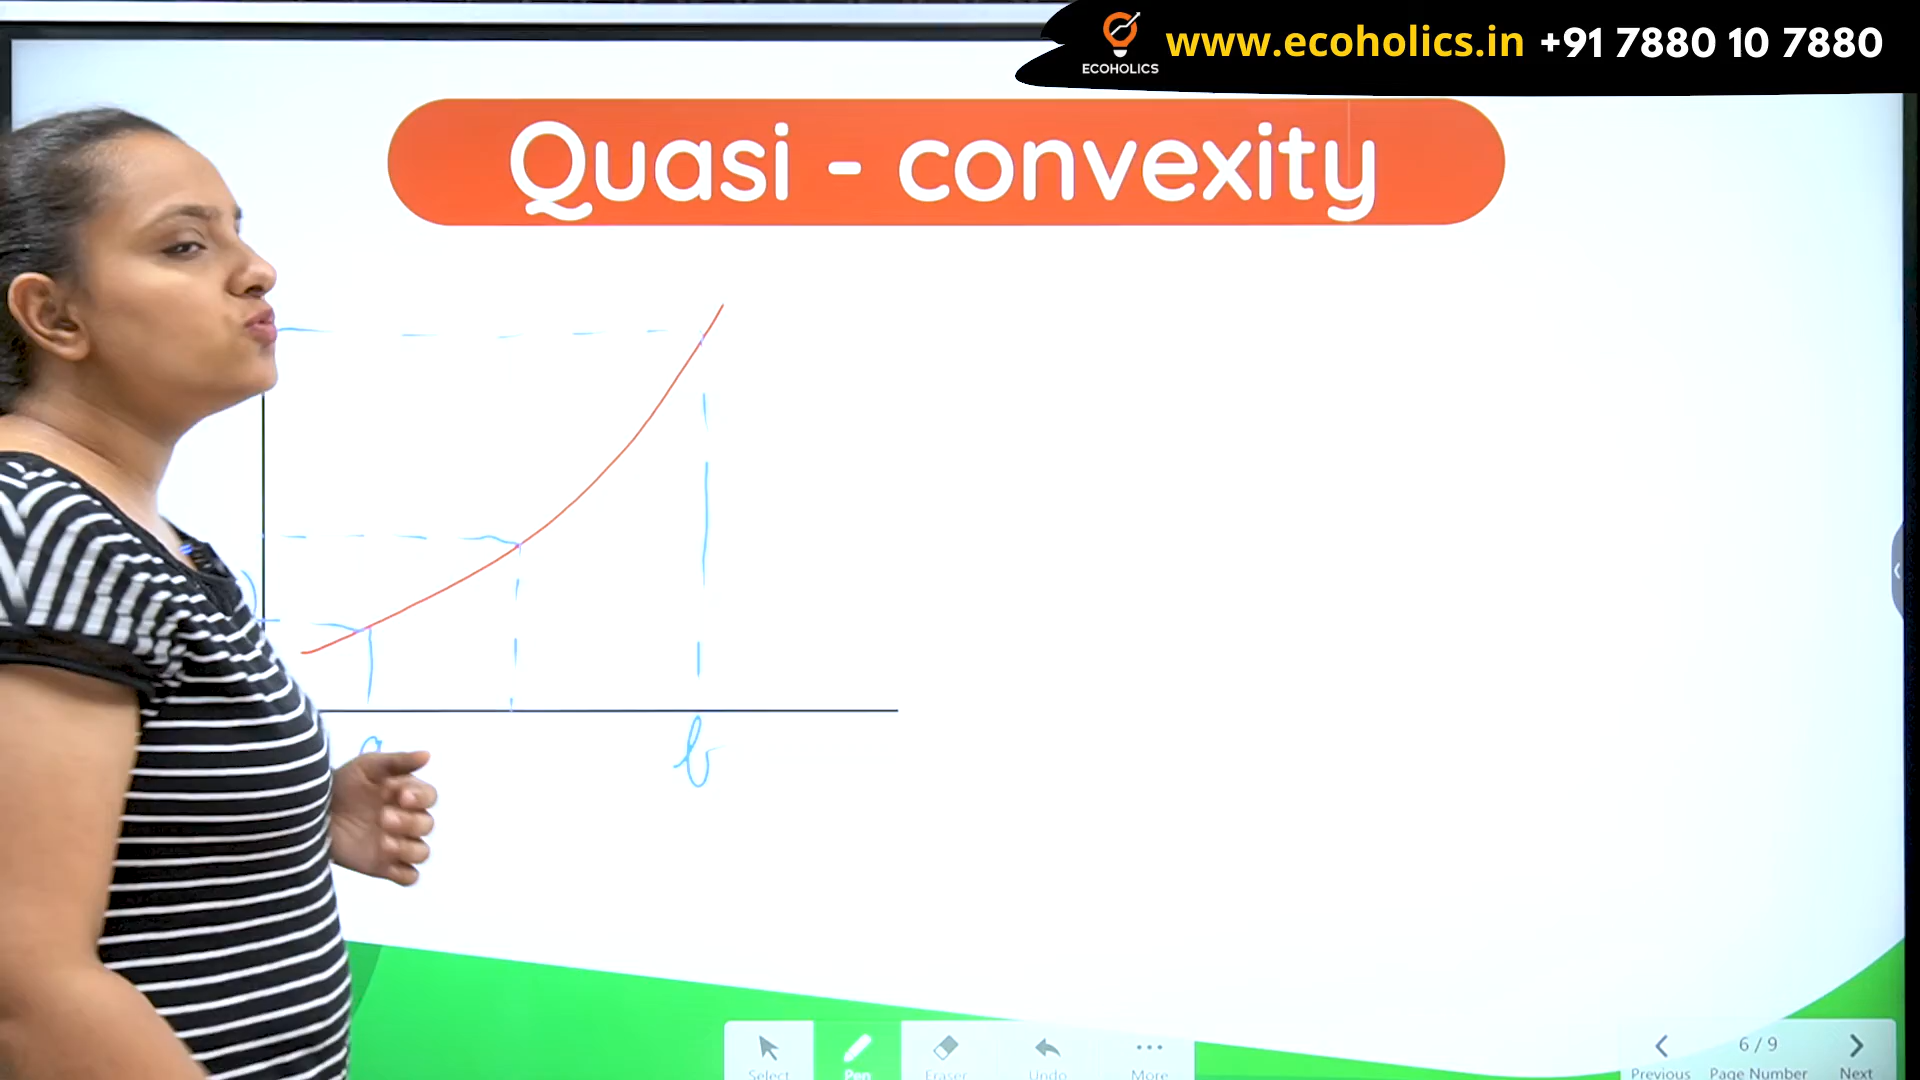 www.ecoholics.in +91 7880 10 7880
ECOHOLICS
Quasi - convexity
a
b
6 / 9
Select
Pen
Eraser
Undo
More
Previous
Page Number
Next